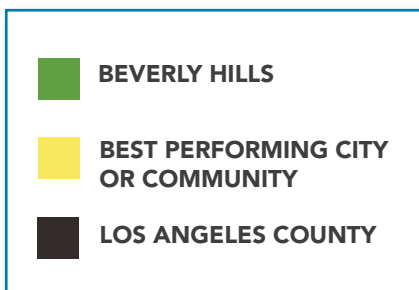 BEVERLY HILLS
BEST PERFORMING CITY
OR COMMUNITY
LOS ANGELES COUNTY